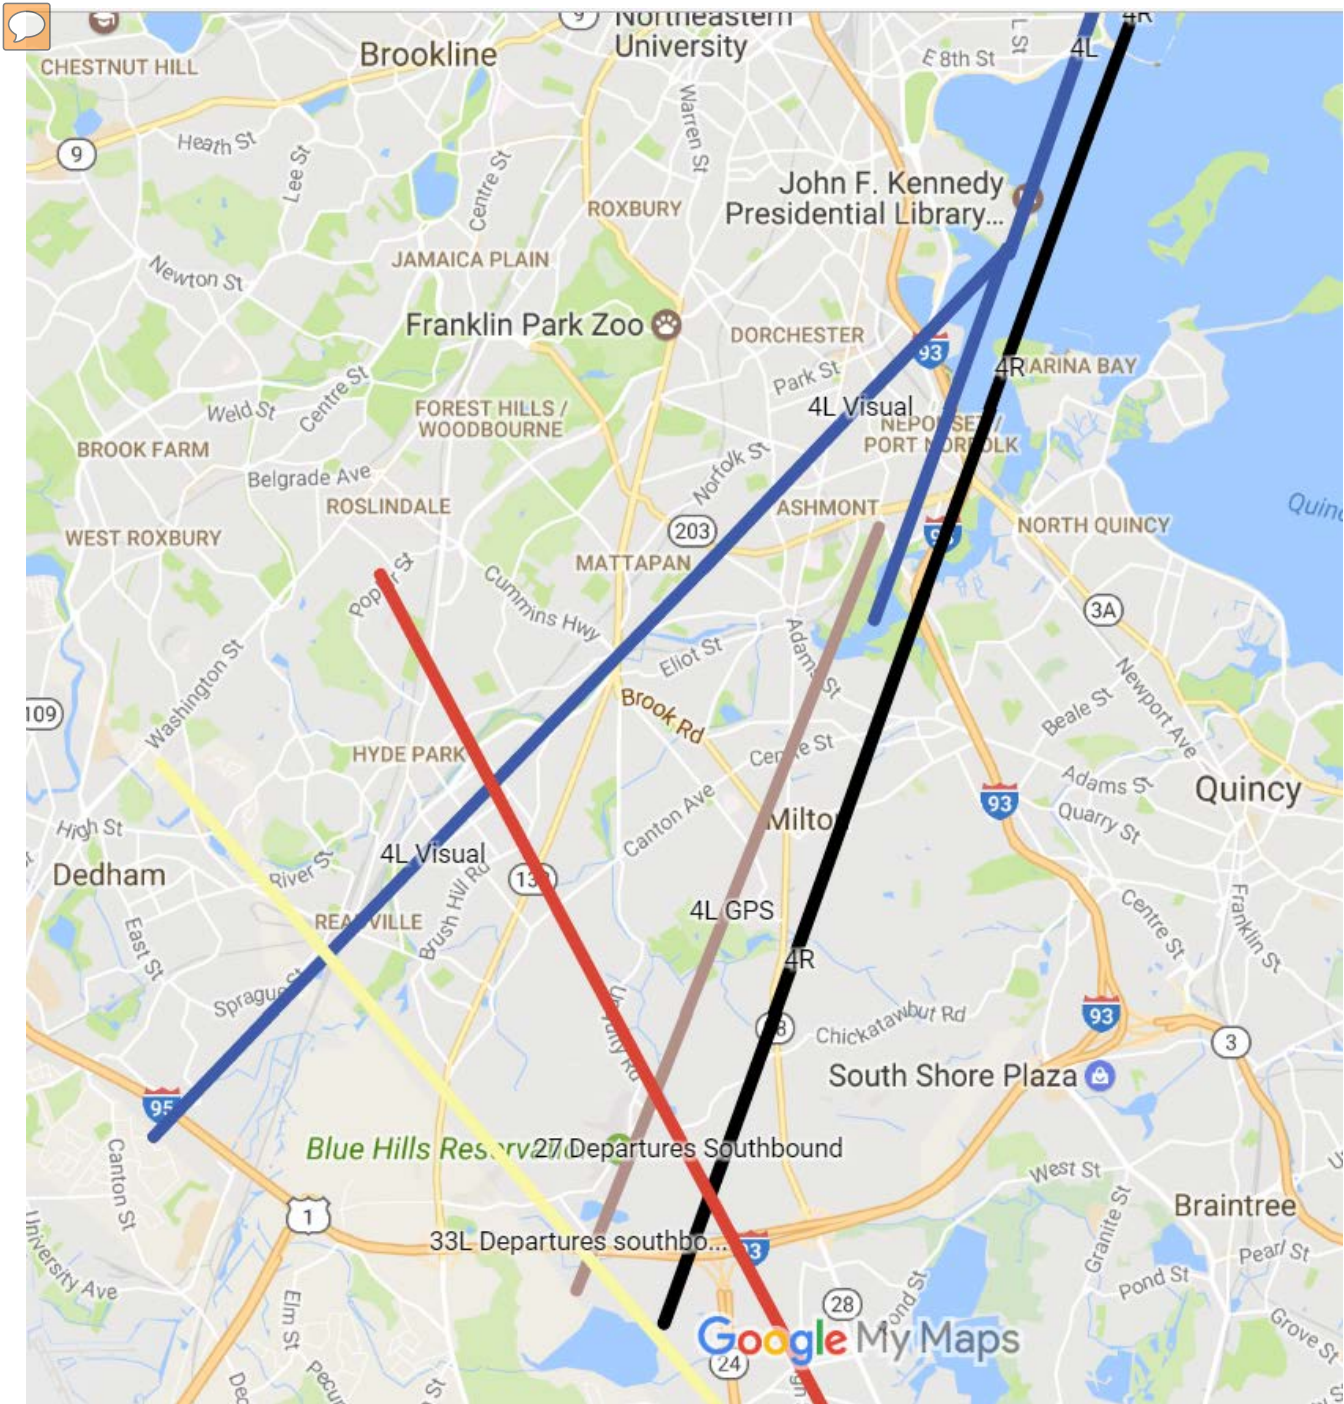 Northeastern
University
9
4R
L St
4L
Brookline
E 8th St
CHESTNUT HILL
Warren St
Heath St
9
Lee St
Centre St
John F. Kennedy
Presidential Library...
ROXBURY
JAMAICA PLAIN
Newton St
Franklin Park Zoo
DORCHESTER
93
4R
Park St
Centre St
Weld St
FOREST HILLS /
WOODBOURNE
4L Visual
BROOK FARM
Norfolk St
Belgrade Ave
ROSLINDALE
ASHMONT
NORTH QUINCY
WEST ROXBURY
203
MATTAPAN
Cummins Hwy
3A
Adams St
Eliot St
Washington St
109
Newport Ave
Beale St
Brook Rd
HYDE PARK
Centre St
Adams St
Quincy
93
Canton Ave
Quarry St
High St
4L Visual
Dedham
River St
Brush Hill Rd
4L GPS
Centre St
Franklin St
East St
4R
Sprague St
Chickatawbut Rd
93
3
South Shore Plaza
95
27 Departures Southbound
Canton St
West St
Granite St
Braintree
1
University Ave
33L Departures southbo...
Pearl St
Pond St
28
Pond St
Elm St
Grove St
Google My Maps
24